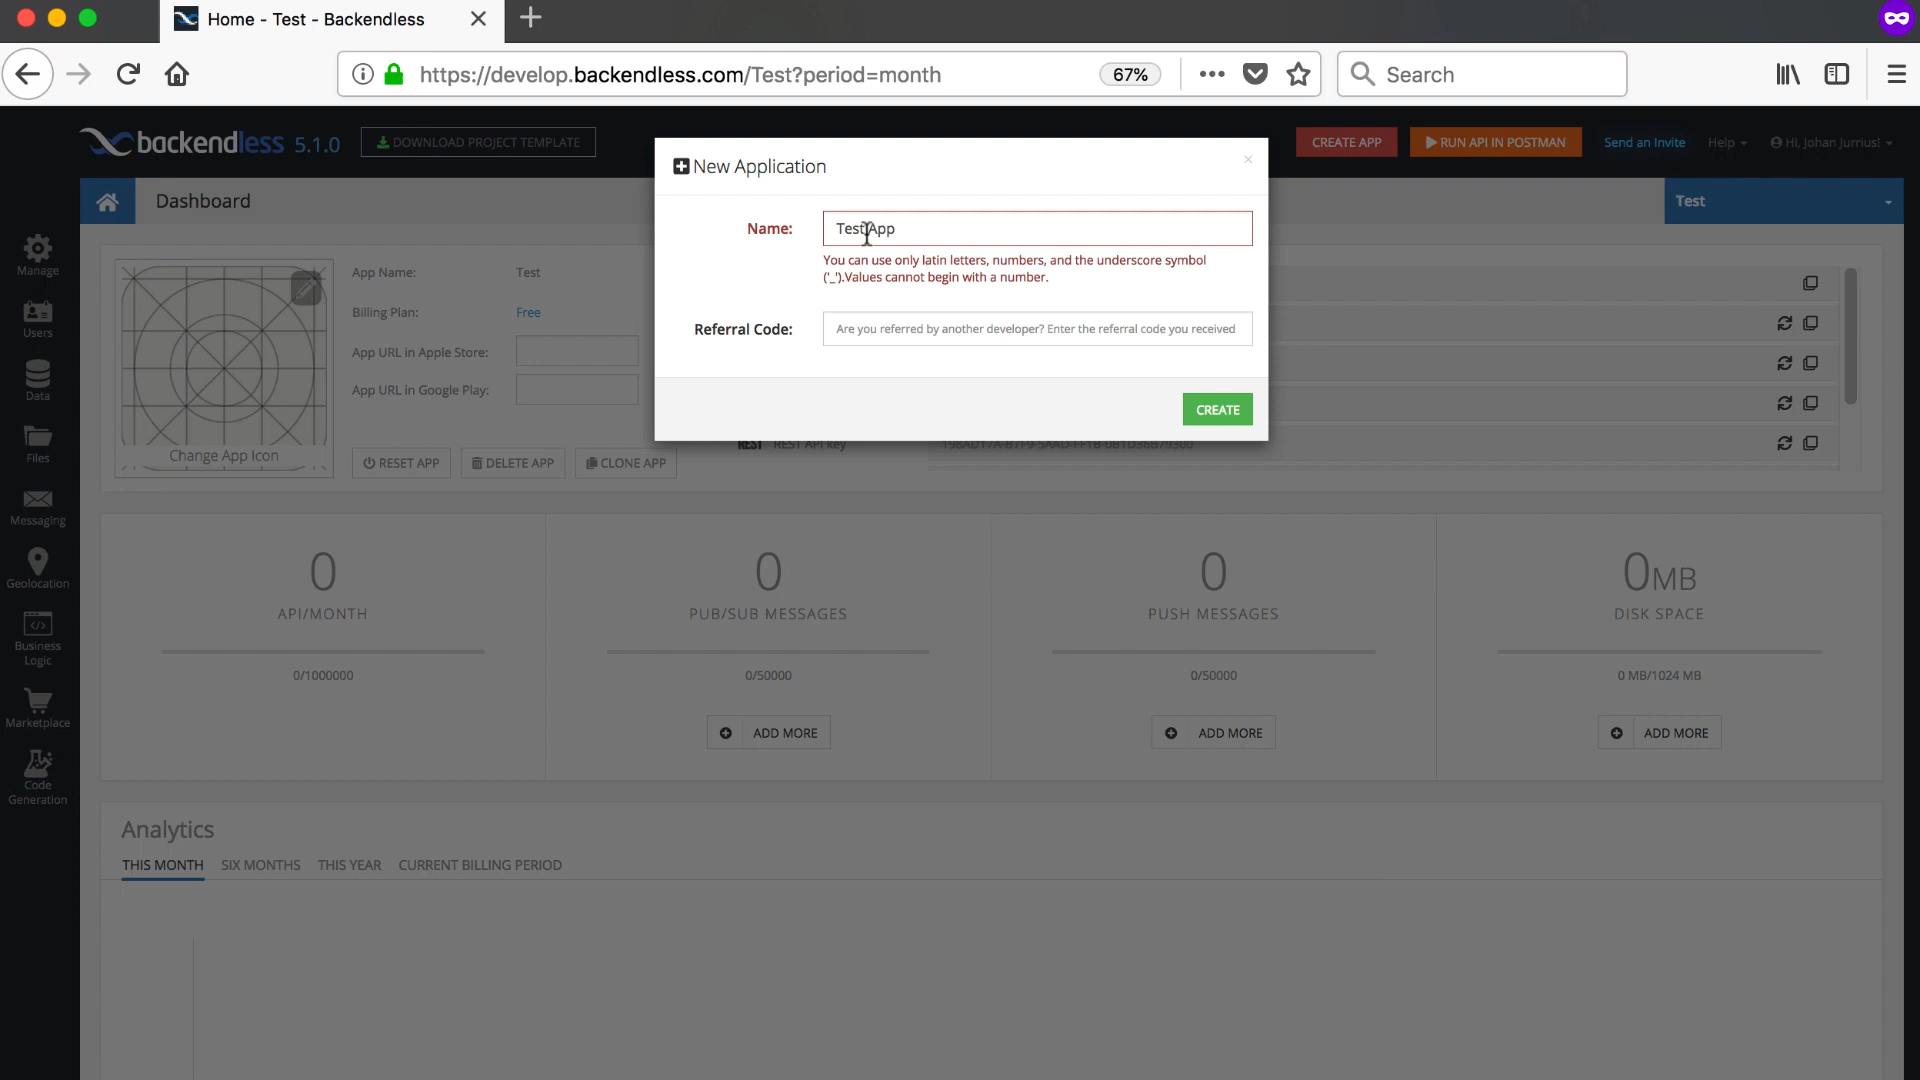 Home - Test - Backendless
https://develop.backendless.com/Test?period=month
67%
Search
backendless 5.1.0
DOWNLOAD PROJECT TEMPLATE
CREATE APP
RUN API IN POSTMAN
Send an Invite
Help
Hi, Johan Jurrius!
Dashboard
Test
New Application
×
Name:
Test App
You can use only latin letters, numbers, and the underscore symbol
('_').Values cannot begin with a number.
Referral Code:
Are you referred by another developer? Enter the referral code you received
CREATE
Manage
Users
Data
Files
Messaging
Geolocation
Business
Logic
Marketplace
Code
Generation
Change App Icon
App Name:
Test
Billing Plan:
Free
App URL in Apple Store:
App URL in Google Play:
RESET APP
DELETE APP
CLONE APP
REST REST API key
0
API/MONTH
0/1000000
0
PUB/SUB MESSAGES
0/50000
ADD MORE
0
PUSH MESSAGES
0/50000
ADD MORE
0MB
DISK SPACE
0 MB/1024 MB
ADD MORE
Analytics
THIS MONTH
SIX MONTHS
THIS YEAR
CURRENT BILLING PERIOD